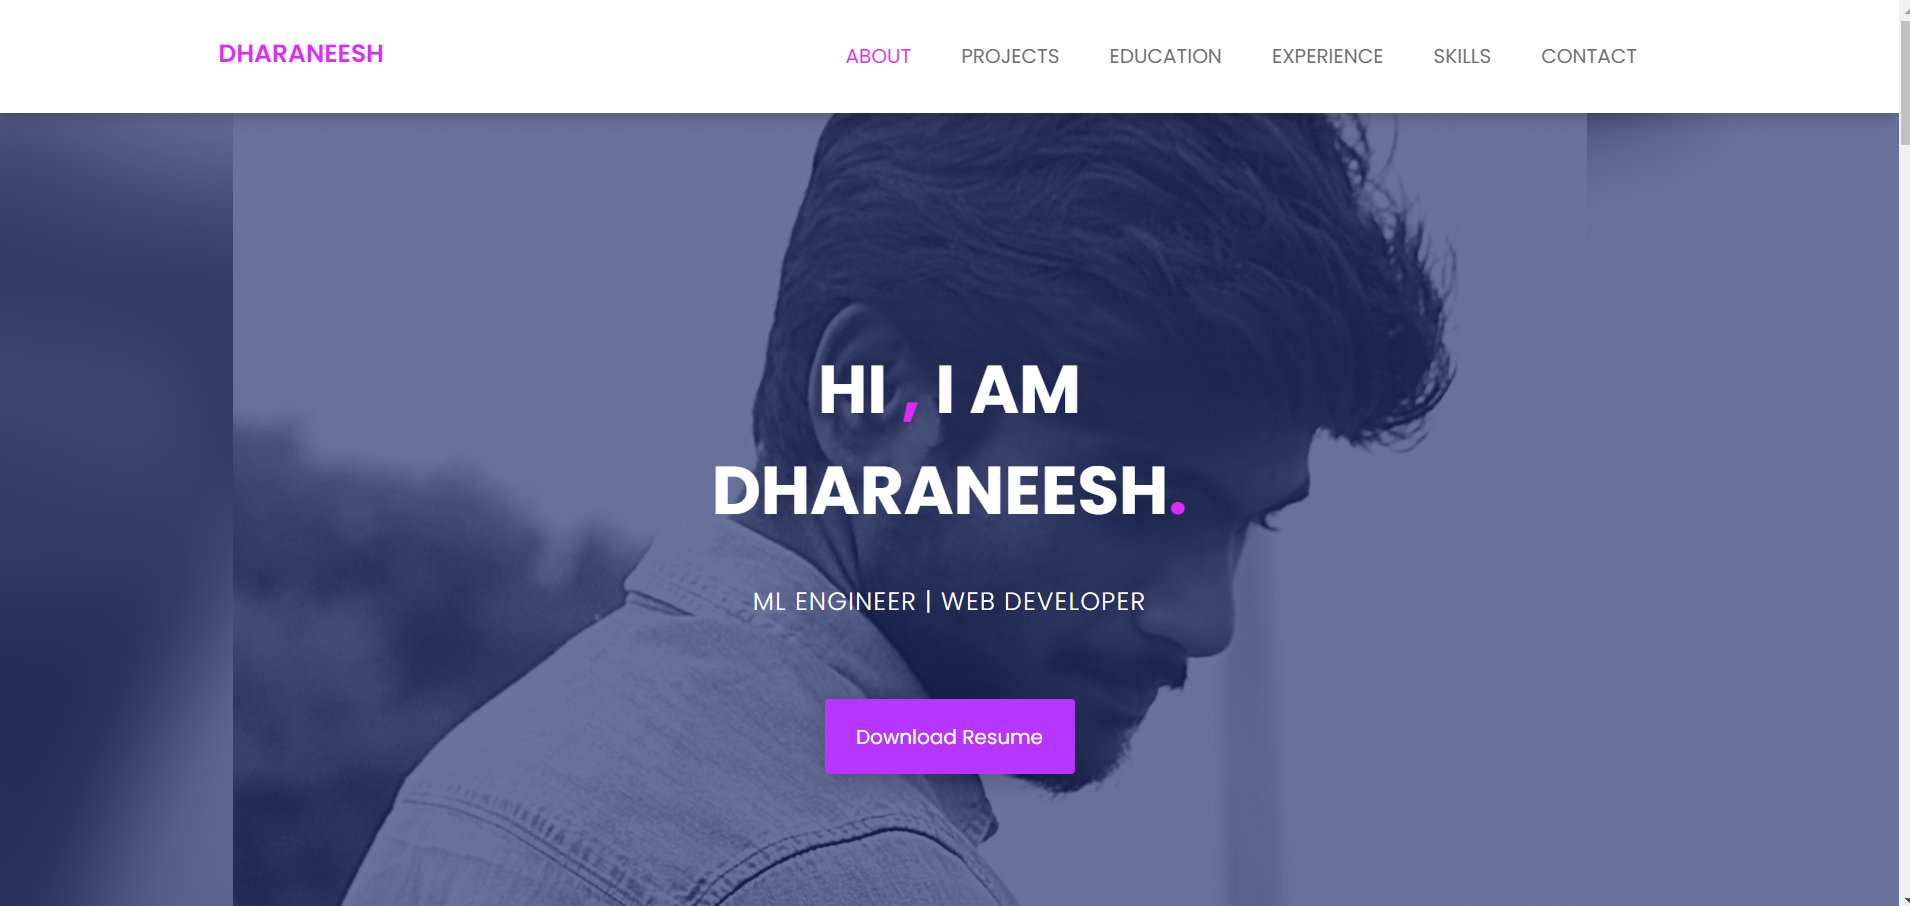 DHARANEESH
ABOUT PROJECTS EDUCATION EXPERIENCE SKILLS CONTACT
HI , I AM
DHARANEESH.
ML ENGINEER | WEB DEVELOPER
Download Resume